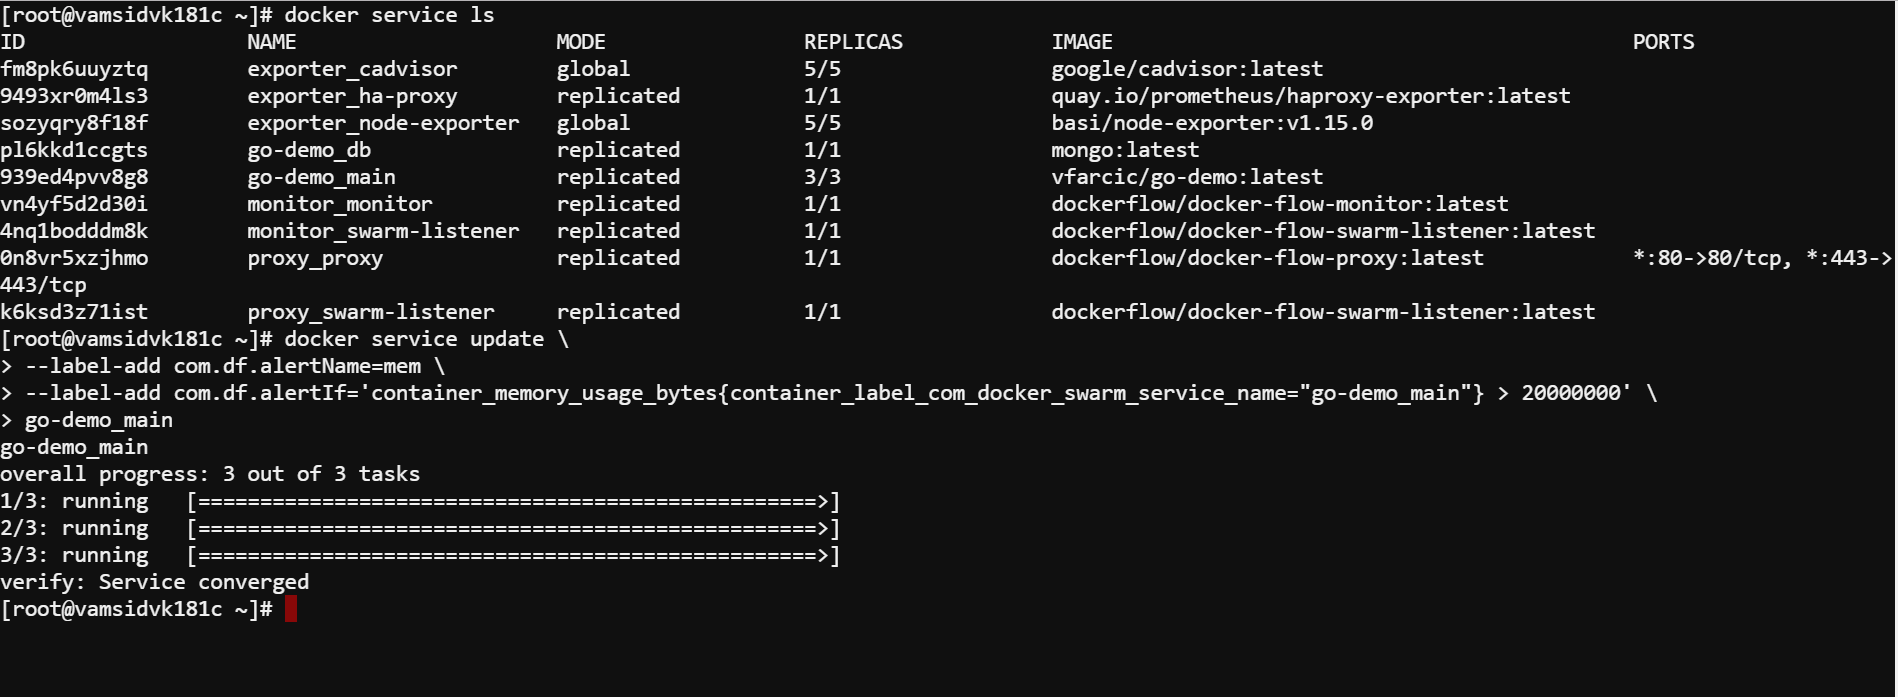 [root@vamsidvk181c ~]# docker service ls
ID                  NAME                     MODE                REPLICAS            IMAGE                                          PORTS
fm8pk6uuyztq        exporter_cadvisor        global              5/5                 google/cadvisor:latest
9493xr0m4ls3        exporter_ha-proxy        replicated          1/1                 quay.io/prometheus/haproxy-exporter:latest
sozyqry8f18f        exporter_node-exporter   global              5/5                 basi/node-exporter:v1.15.0
pl6kkd1ccgts        go-demo_db               replicated          1/1                 mongo:latest
939ed4pvv8g8        go-demo_main             replicated          3/3                 vfarcic/go-demo:latest
vn4yf5d2d30i        monitor_monitor          replicated          1/1                 dockerflow/docker-flow-monitor:latest
4nq1bodddm8k        monitor_swarm-listener   replicated          1/1                 dockerflow/docker-flow-swarm-listener:latest
0n8vr5xzjhmo        proxy_proxy              replicated          1/1                 dockerflow/docker-flow-proxy:latest            *:80->80/tcp, *:443->
443/tcp
k6ksd3z71ist        proxy_swarm-listener     replicated          1/1                 dockerflow/docker-flow-swarm-listener:latest
[root@vamsidvk181c ~]# docker service update \
> --label-add com.df.alertName=mem \
> --label-add com.df.alertIf='container_memory_usage_bytes{container_label_com_docker_swarm_service_name="go-demo_main"} > 20000000' \
> go-demo_main
go-demo_main
overall progress: 3 out of 3 tasks
1/3: running   [==================================================>]
2/3: running   [==================================================>]
3/3: running   [==================================================>]
verify: Service converged
[root@vamsidvk181c ~]#